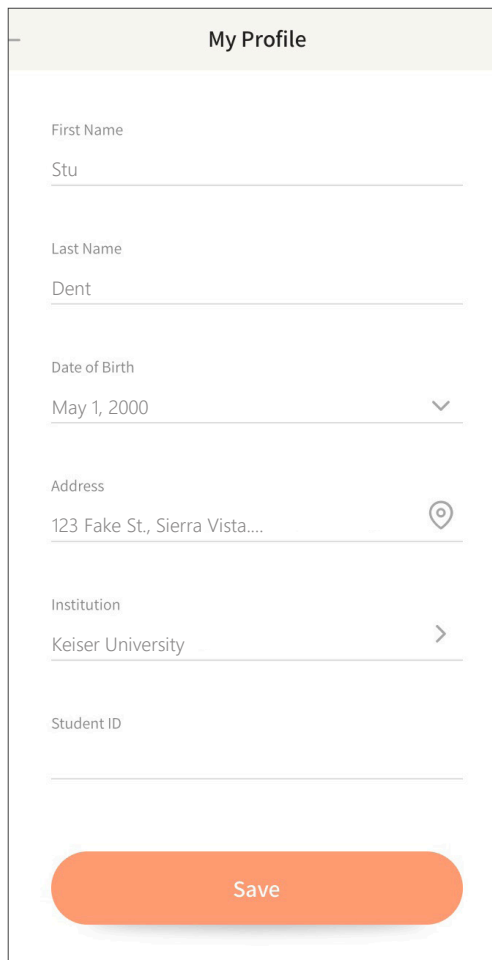 My Profile
First Name
Stu
Last Name
Dent
Date of Birth
May 1, 2000
Address
123 Fake St., Sierra Vista....
Institution
Keiser University
Student ID
Save